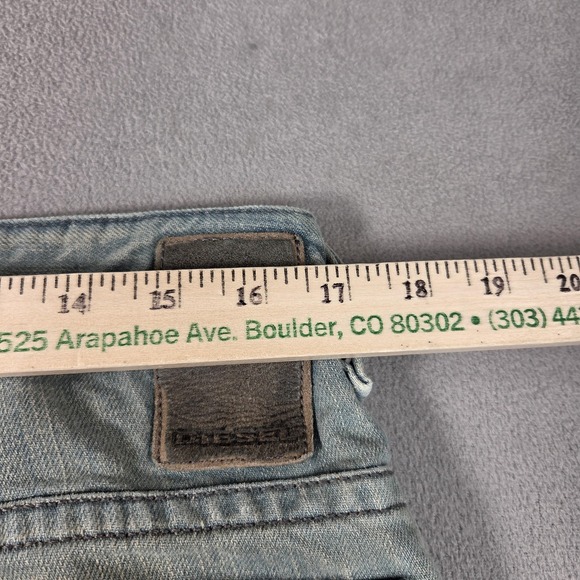 14 15 16 17 18 19 20
525 Arapahoe Ave. Boulder, CO 80302 • (303) 44
DIESEL